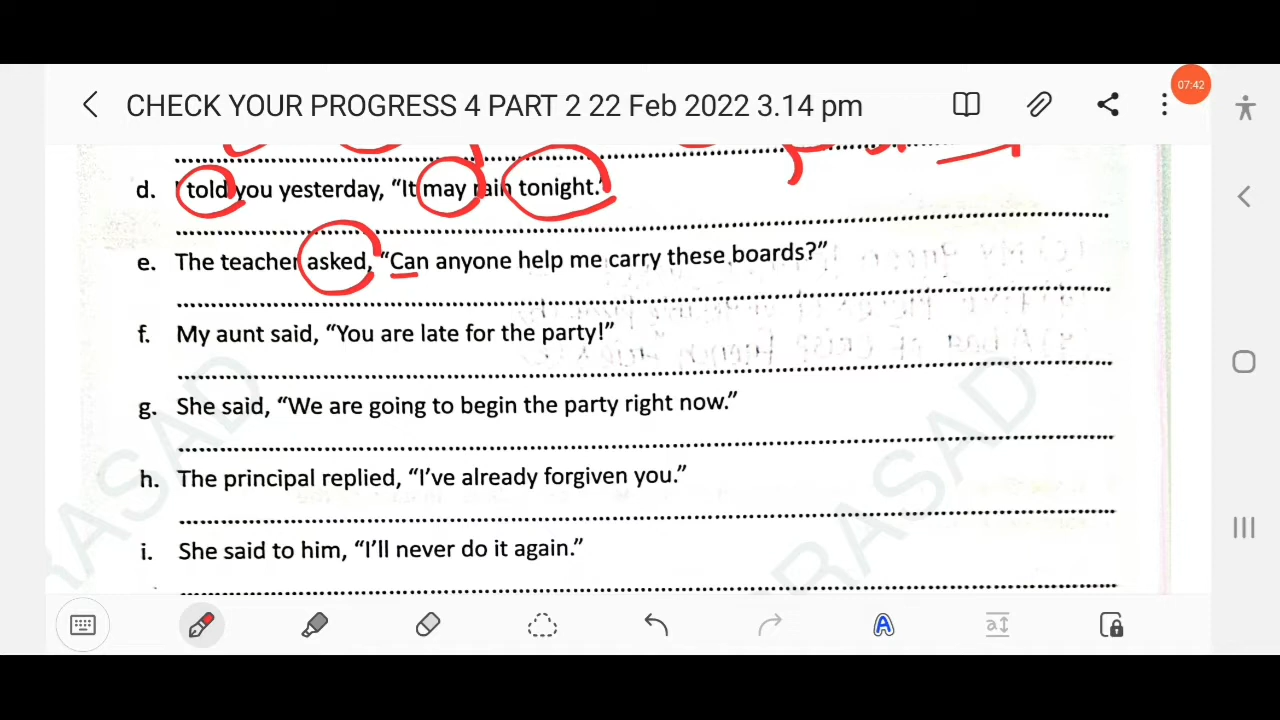 07:42
CHECK YOUR PROGRESS 4 PART 2 22 Feb 2022 3.14 pm
d. I told you yesterday, “It may rain tonight.”
e. The teacher asked, “Can anyone help me carry these boards?”
f. My aunt said, “You are late for the party!”
g. She said, “We are going to begin the party right now.”
h. The principal replied, “I’ve already forgiven you.”
i. She said to him, “I’ll never do it again.”
RASAD
RASAD